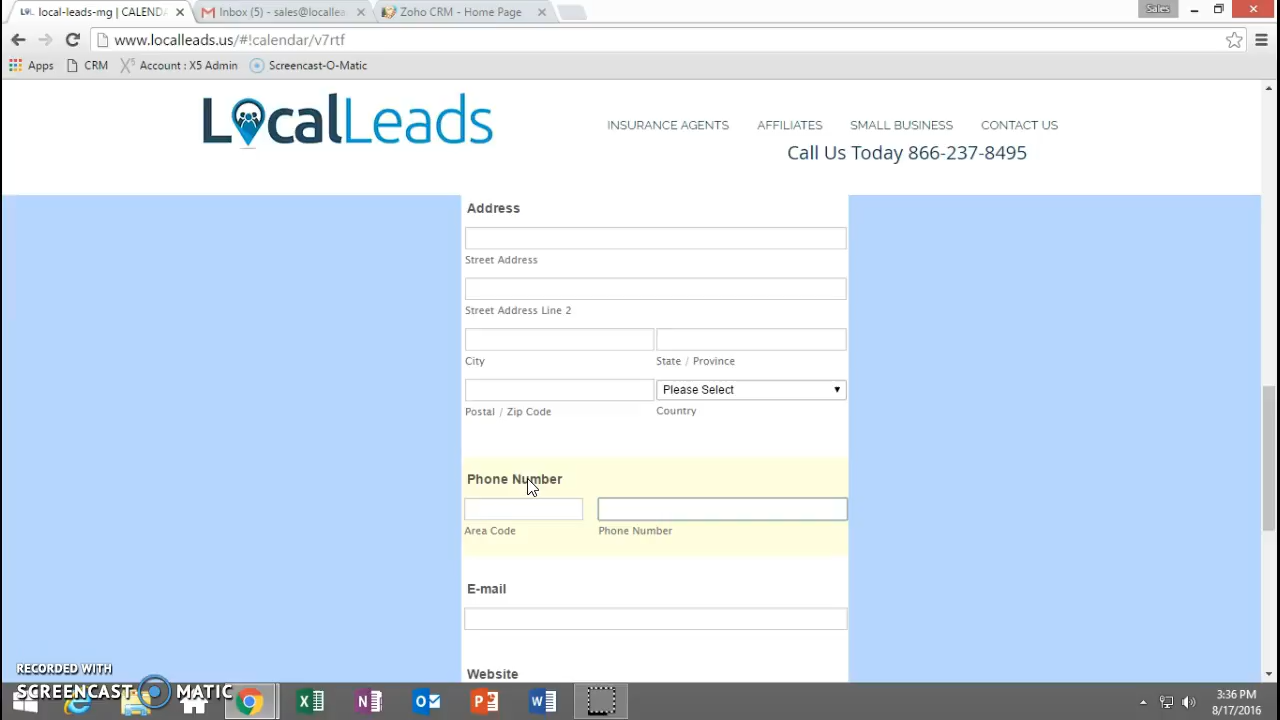 local-leads-mg | CALENDA
Inbox (5) - sales@locallea
Zoho CRM - Home Page
Sales
www.localleads.us/#!calendar/v7rtf
Apps
CRM
Account : X5 Admin
Screencast-O-Matic
LocalLeads
INSURANCE AGENTS
AFFILIATES
SMALL BUSINESS
CONTACT US
Call Us Today 866-237-8495
Address
Street Address
Street Address Line 2
City
State / Province
Please Select
Postal / Zip Code
Country
Phone Number
Area Code
Phone Number
E-mail
Website
RECORDED WITH
SCREENCAST-O-MATIC
3:36 PM
8/17/2016